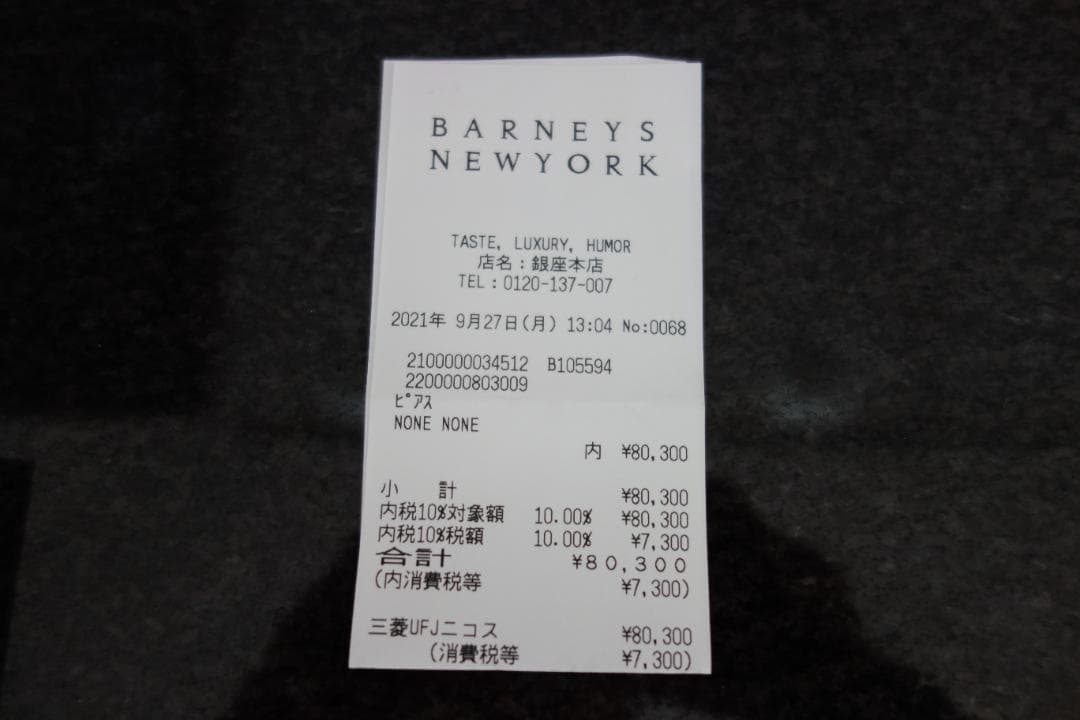 BARNEYS
NEWYORK
TASTE, LUXURY, HUMOR
店名：銀座本店
TEL：0120-137-007
2021年 9月27日(月) 13:04 No:0068
2100000034512 B105594
2200000803009
ﾋﾟｱｽ
NONE NONE
内 ¥80,300
小 計 ¥80,300
内税10%対象額 10.00% ¥80,300
内税10%税額 10.00% ¥7,300
合計 ¥80,300
(内消費税等 ¥7,300)
三菱UFJニコス ¥80,300
(消費税等 ¥7,300)